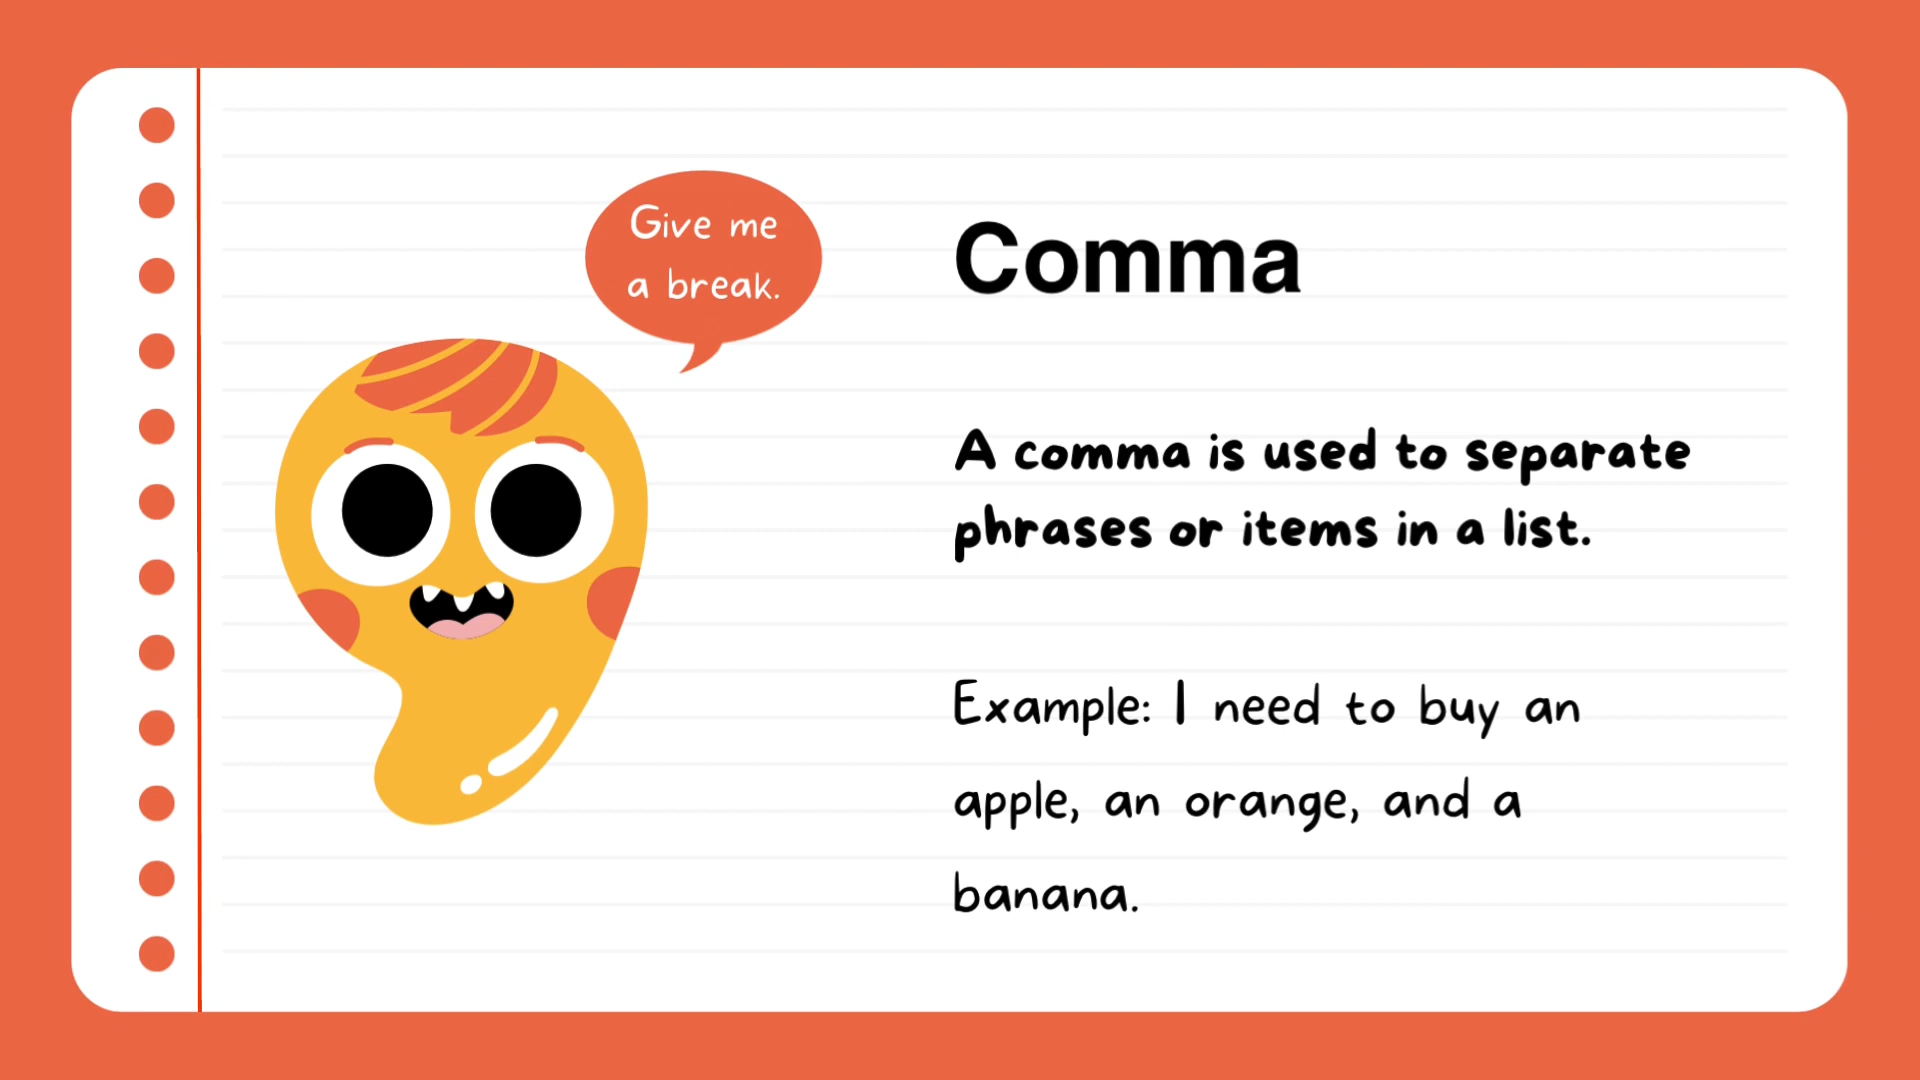 Give me
a break.
Comma
A comma is used to separate
phrases or items in a list.
Example: I need to buy an
apple, an orange, and a
banana.